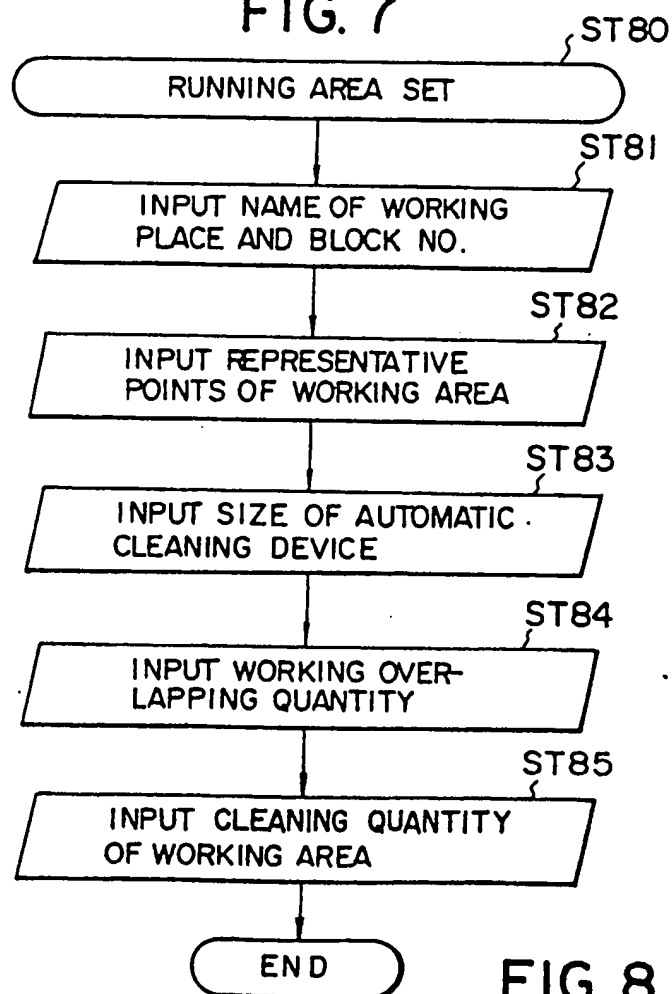 FIG. 7
ST80
RUNNING AREA SET
ST81
INPUT NAME OF WORKING
PLACE AND BLOCK NO.
ST82
INPUT REPRESENTATIVE
POINTS OF WORKING AREA
ST83
INPUT SIZE OF AUTOMATIC
CLEANING DEVICE
ST84
INPUT WORKING OVER-
LAPPING QUANTITY
ST85
INPUT CLEANING QUANTITY
OF WORKING AREA
END
FIG. 8